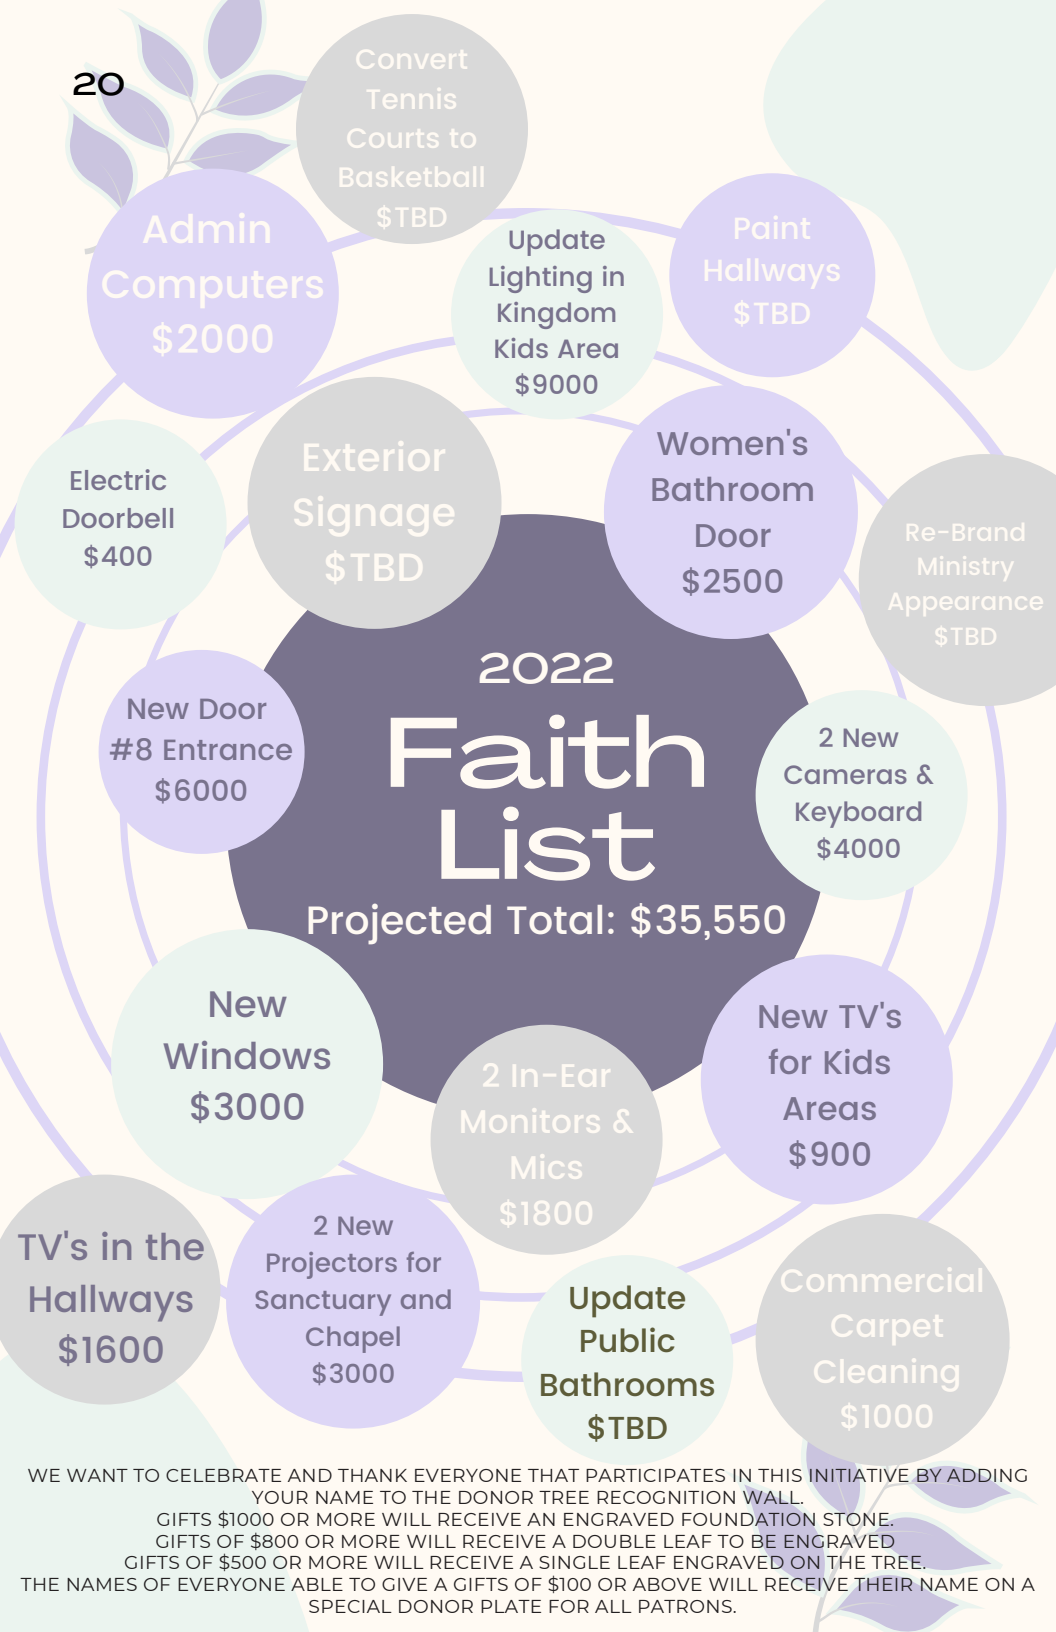 20
Convert
Tennis
Courts to
Basketball
$TBD
Admin
Computers
$2000
Update
Lighting in
Kingdom
Kids Area
$9000
Paint
Hallways
$TBD
Electric
Doorbell
$400
Exterior
Signage
$TBD
Women's
Bathroom
Door
$2500
Re-Brand
Ministry
Appearance
$TBD
New Door
#8 Entrance
$6000
2022
Faith
List
Projected Total: $35,550
2 New
Cameras &
Keyboard
$4000
New
Windows
$3000
2 In-Ear
Monitors &
Mics
$1800
New TV's
for Kids
Areas
$900
TV's in the
Hallways
$1600
2 New
Projectors for
Sanctuary and
Chapel
$3000
Update
Public
Bathrooms
$TBD
Commercial
Carpet
Cleaning
$1000
WE WANT TO CELEBRATE AND THANK EVERYONE THAT PARTICIPATES IN THIS INITIATIVE BY ADDING
YOUR NAME TO THE DONOR TREE RECOGNITION WALL.
GIFTS $1000 OR MORE WILL RECEIVE AN ENGRAVED FOUNDATION STONE.
GIFTS OF $800 OR MORE WILL RECEIVE A DOUBLE LEAF TO BE ENGRAVED
GIFTS OF $500 OR MORE WILL RECEIVE A SINGLE LEAF ENGRAVED ON THE TREE.
THE NAMES OF EVERYONE ABLE TO GIVE A GIFTS OF $100 OR ABOVE WILL RECEIVE THEIR NAME ON A
SPECIAL DONOR PLATE FOR ALL PATRONS.